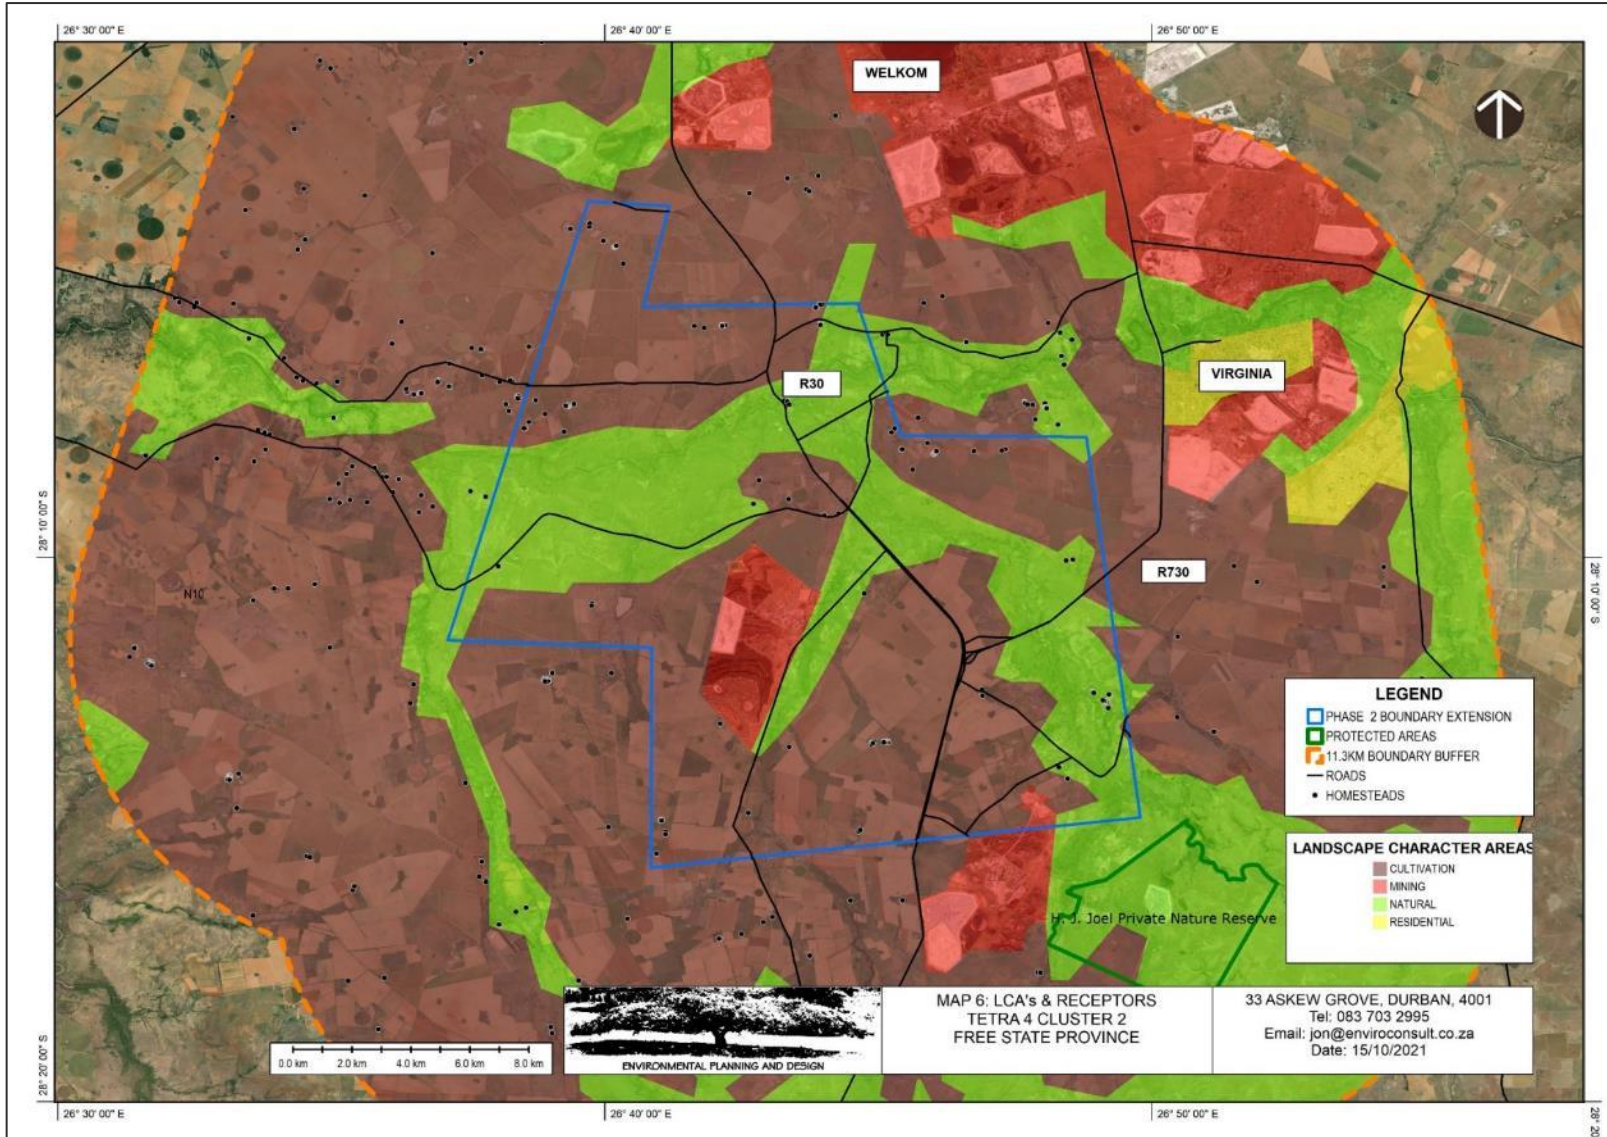 26° 30' 00" E
26° 40' 00" E
26° 50' 00" E
WELKOM
R30
VIRGINIA
28° 10' 00" S
R730
28° 10' 00" S
N10
LEGEND
PHASE 2 BOUNDARY EXTENSION
PROTECTED AREAS
11.3KM BOUNDARY BUFFER
ROADS
HOMESTEADS
LANDSCAPE CHARACTER AREAS
CULTIVATION
MINING
NATURAL
RESIDENTIAL
H. J. Joel Private Nature Reserve
MAP 6: LCA's & RECEPTORS
TETRA 4 CLUSTER 2
FREE STATE PROVINCE
33 ASKEW GROVE, DURBAN, 4001
Tel: 083 703 2995
Email: jon@enviroconsult.co.za
Date: 15/10/2021
ENVIRONMENTAL PLANNING AND DESIGN
0.0 km 2.0 km 4.0 km 6.0 km 8.0 km
28° 20' 00" S
28° 20
26° 30' 00" E
26° 40' 00" E
26° 50' 00" E